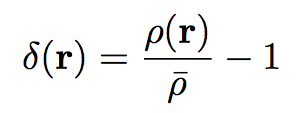 δ(𝐫) = ρ(𝐫)/ρ̄ − 1